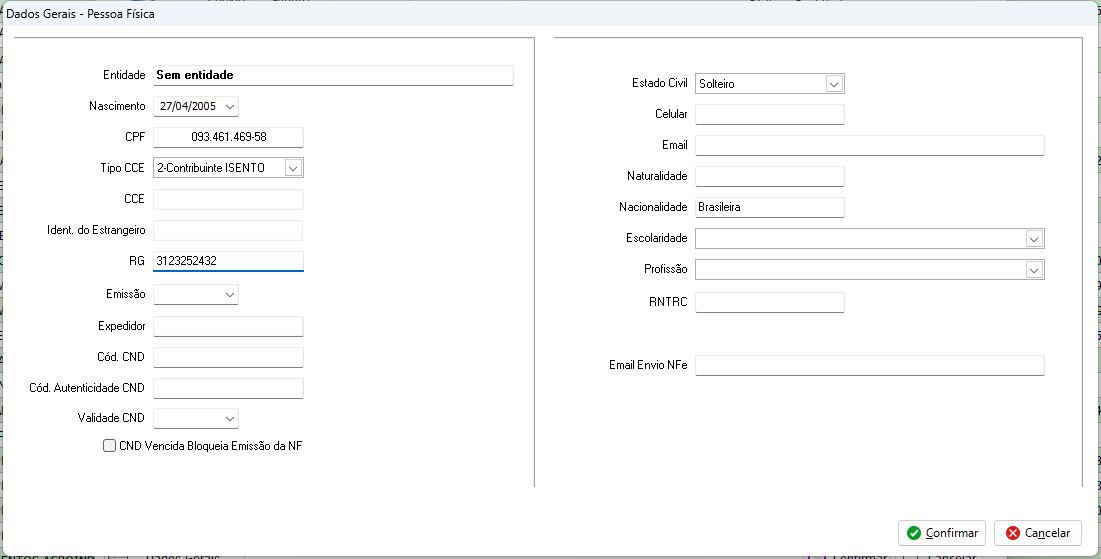 Dados Gerais - Pessoa Física
Entidade Sem entidade
Nascimento 27/04/2005
CPF 093.461.469-58
Tipo CCE 2-Contribuinte ISENTO
CCE
Ident. do Estrangeiro
RG 3123252432
Emissão
Expedidor
Cód. CND
Cód. Autenticidade CND
Validade CND
CND Vencida Bloqueia Emissão da NF
Estado Civil Solteiro
Celular
Email
Naturalidade
Nacionalidade Brasileira
Escolaridade
Profissão
RNTRC
Email Envio NFe
Confirmar Cancelar